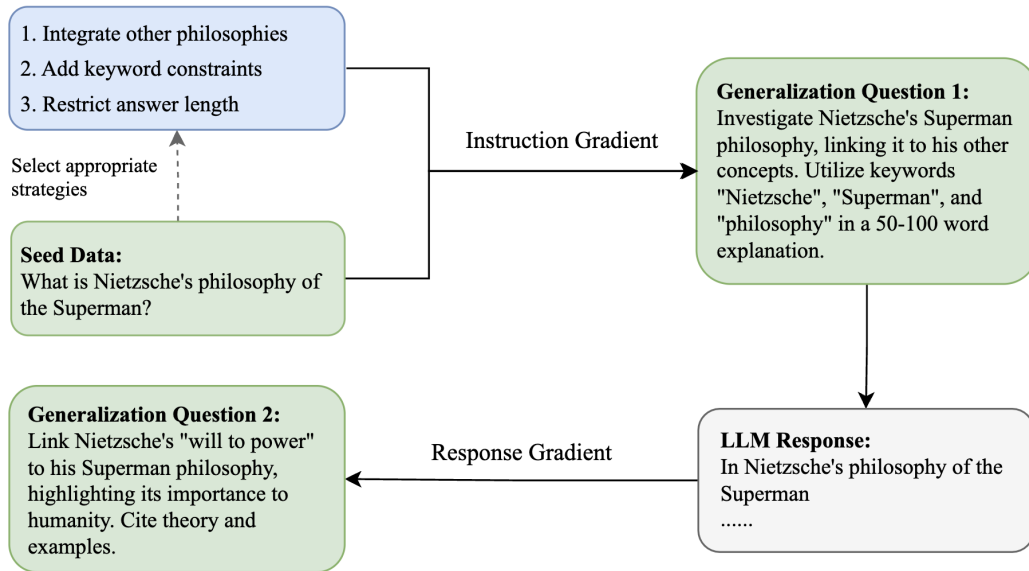 1. Integrate other philosophies
2. Add keyword constraints
3. Restrict answer length
Select appropriate
strategies
Seed Data:
What is Nietzsche's philosophy of
the Superman?
Instruction Gradient
Generalization Question 1:
Investigate Nietzsche's Superman
philosophy, linking it to his other
concepts. Utilize keywords
"Nietzsche", "Superman", and
"philosophy" in a 50-100 word
explanation.
LLM Response:
In Nietzsche's philosophy of the
Superman
......
Response Gradient
Generalization Question 2:
Link Nietzsche's "will to power"
to his Superman philosophy,
highlighting its importance to
humanity. Cite theory and
examples.